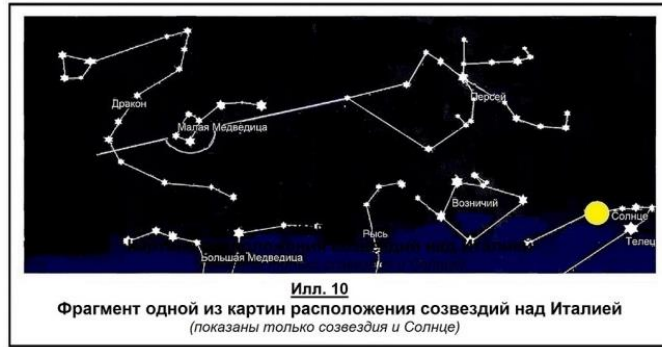 Дракон
Малая Медведица
Персей
Возничий
Солнце
Рысь
Телец
Большая Медведица
Илл. 10
Фрагмент одной из картин расположения созвездий над Италией
(показаны только созвездия и Солнце)